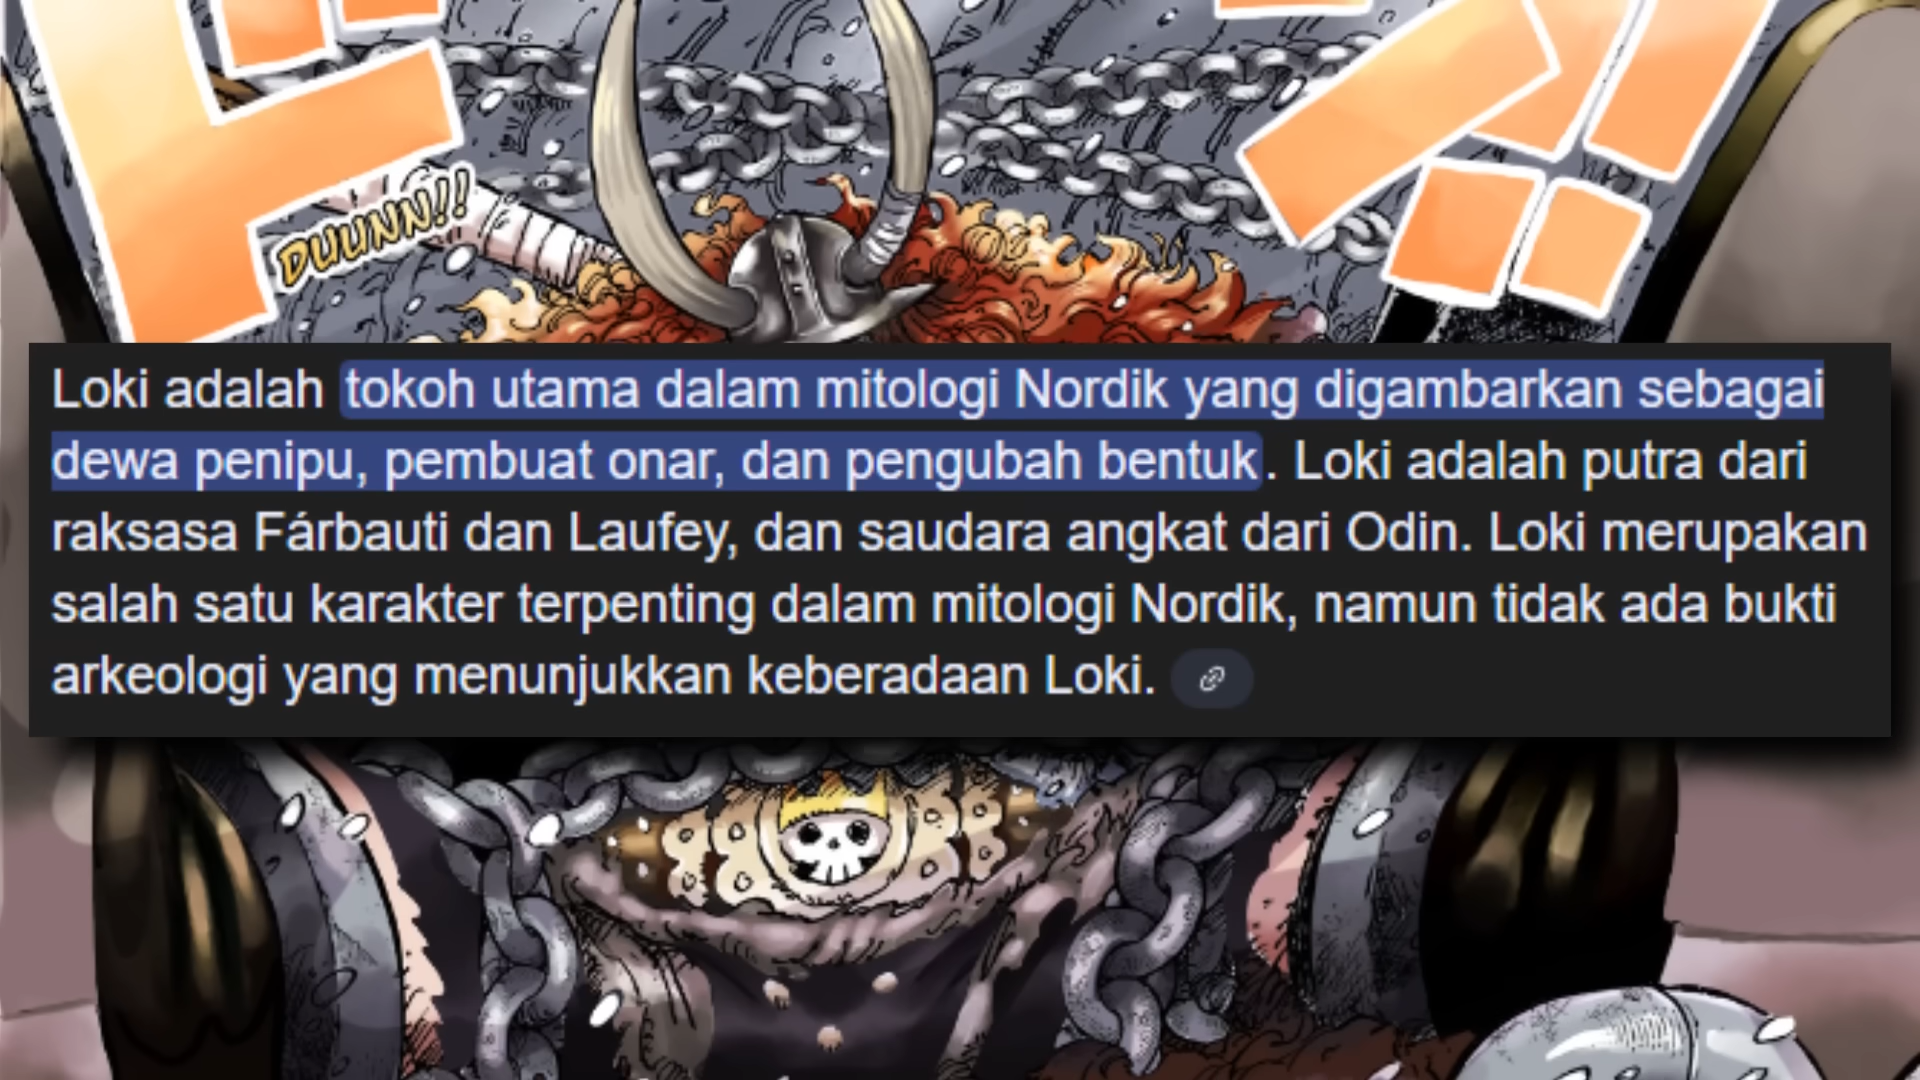 ドン!!
DUUNN!!
Loki adalah tokoh utama dalam mitologi Nordik yang digambarkan sebagai
dewa penipu, pembuat onar, dan pengubah bentuk. Loki adalah putra dari
raksasa Fárbauti dan Laufey, dan saudara angkat dari Odin. Loki merupakan
salah satu karakter terpenting dalam mitologi Nordik, namun tidak ada bukti
arkeologi yang menunjukkan keberadaan Loki.